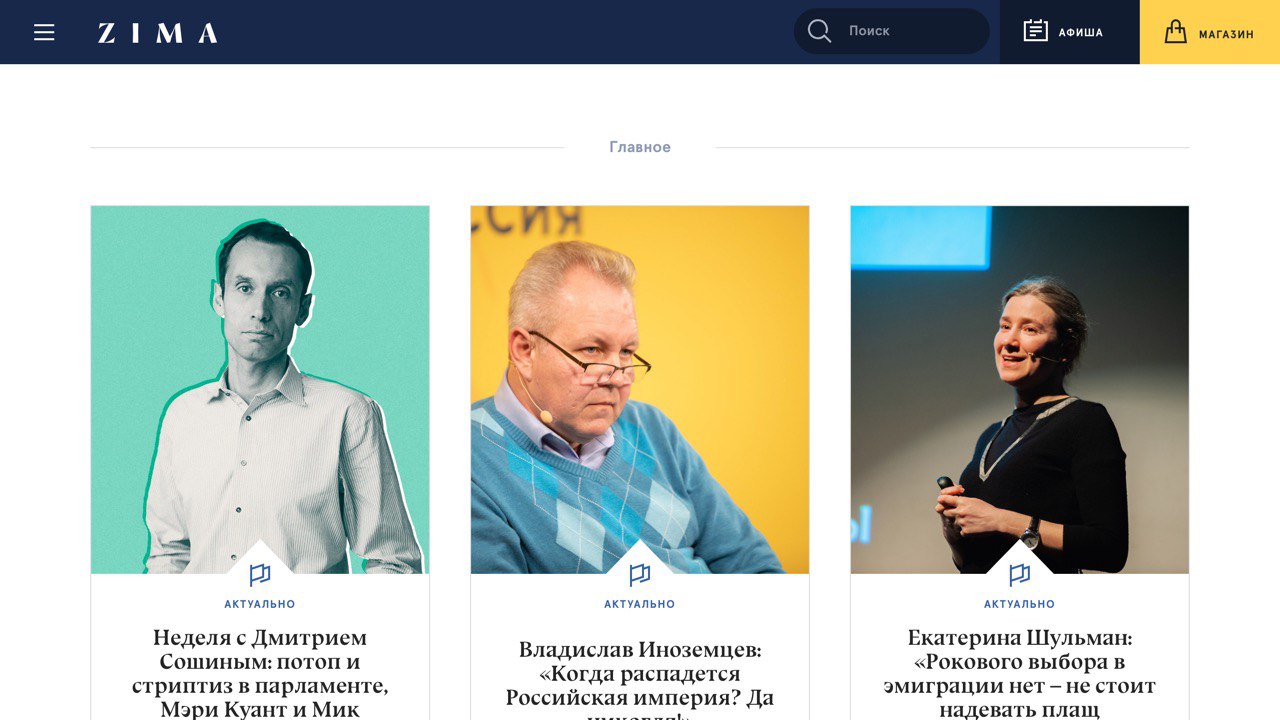 ZIMA
Поиск
АФИША
МАГАЗИН
Главное
ССИЯ
АКТУАЛЬНО
Неделя с Дмитрием
Сошиным: потоп и
стриптиз в парламенте,
Мэри Куант и Мик
АКТУАЛЬНО
Владислав Иноземцев:
«Когда распадется
Российская империя? Да
АКТУАЛЬНО
Екатерина Шульман:
«Рокового выбора в
эмиграции нет – не стоит
надевать плащ